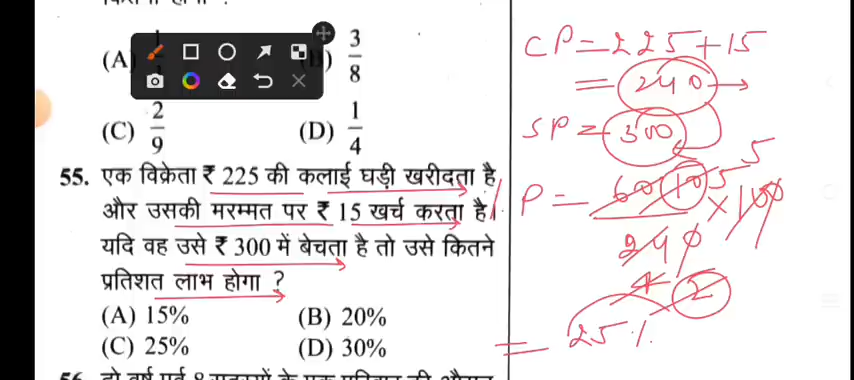 (A)
3/8
(C) 2/9
(D) 1/4
55. एक विक्रेता ₹ 225 की कलाई घड़ी खरीदता है
और उसकी मरम्मत पर ₹ 15 खर्च करता है।
यदि वह उसे ₹ 300 में बेचता है तो उसे कितने
प्रतिशत लाभ होगा ?
(A) 15%
(B) 20%
(C) 25%
(D) 30%
CP=225+15
=240
SP=300
P= 60 × 100
240
=25%